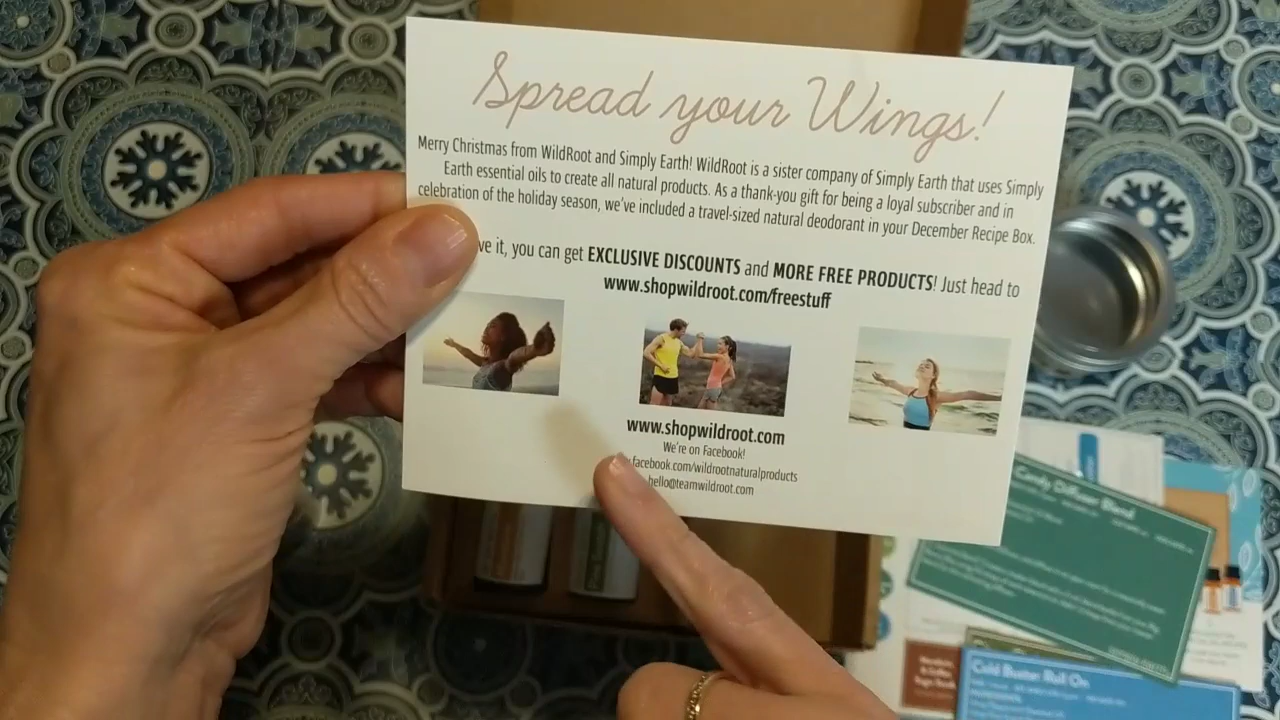 Spread your Wings!
Merry Christmas from WildRoot and Simply Earth! WildRoot is a sister company of Simply Earth that uses Simply
Earth essential oils to create all natural products. As a thank-you gift for being a loyal subscriber and in
celebration of the holiday season, we've included a travel-sized natural deodorant in your December Recipe Box.
it, you can get EXCLUSIVE DISCOUNTS and MORE FREE PRODUCTS! Just head to
www.shopwildroot.com/freestuff
www.shopwildroot.com
We're on Facebook!
facebook.com/wildrootnaturalproducts
hello@teamwildroot.com
Candy Diffuser Blend
Cold Buster Roll On